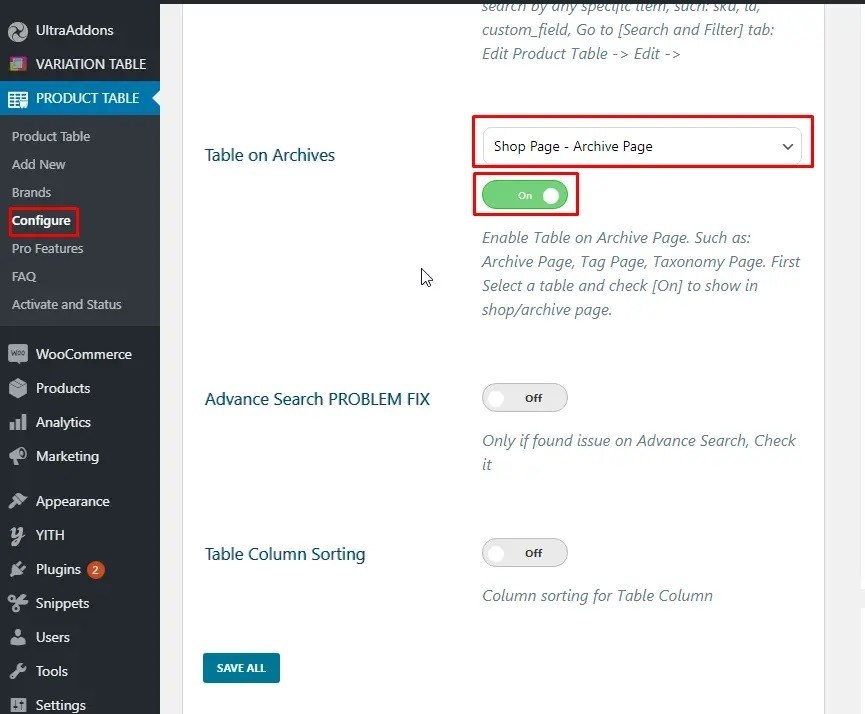 UltraAddons
VARIATION TABLE
PRODUCT TABLE
Product Table
Add New
Brands
Configure
Pro Features
FAQ
Activate and Status
WOO WooCommerce
Products
Analytics
Marketing
Appearance
YITH
Plugins 2
Snippets
Users
Tools
Settings
search by any specific item, such: sku, id,
custom_field, Go to [Search and Filter] tab:
Edit Product Table -> Edit ->
Table on Archives
Shop Page - Archive Page
On
Enable Table on Archive Page. Such as:
Archive Page, Tag Page, Taxonomy Page. First
Select a table and check [On] to show in
shop/archive page.
Advance Search PROBLEM FIX
Off
Only if found issue on Advance Search, Check
it
Table Column Sorting
Off
Column sorting for Table Column
SAVE ALL